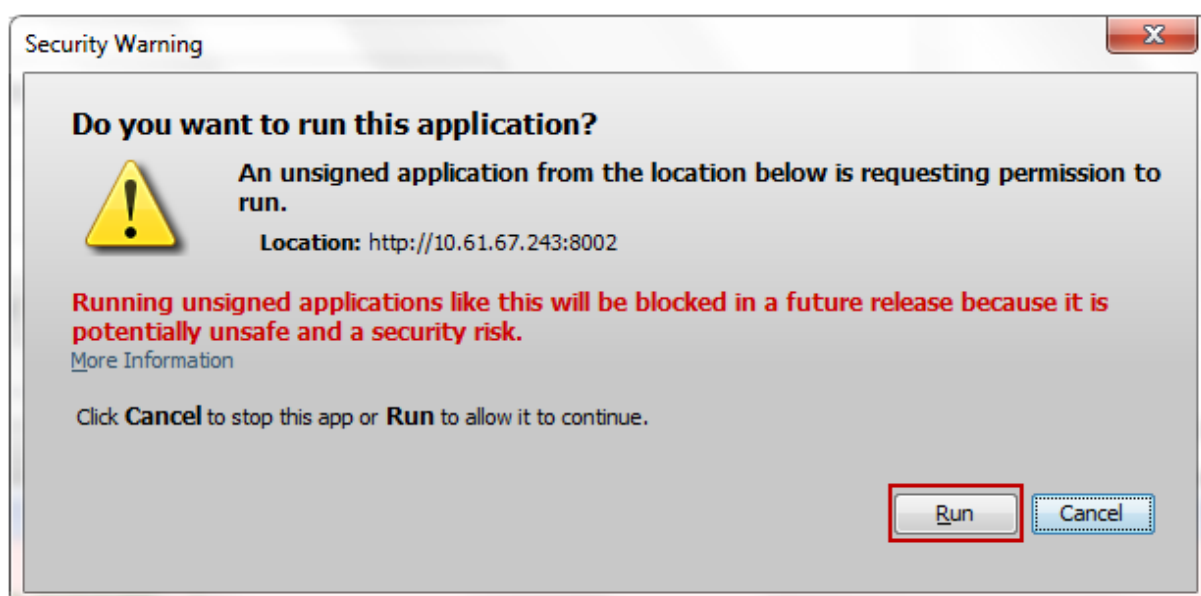 Security Warning
Do you want to run this application?
An unsigned application from the location below is requesting permission to
run.
Location: http://10.61.67.243:8002
Running unsigned applications like this will be blocked in a future release because it is
potentially unsafe and a security risk.
More Information
Click Cancel to stop this app or Run to allow it to continue.
Run Cancel